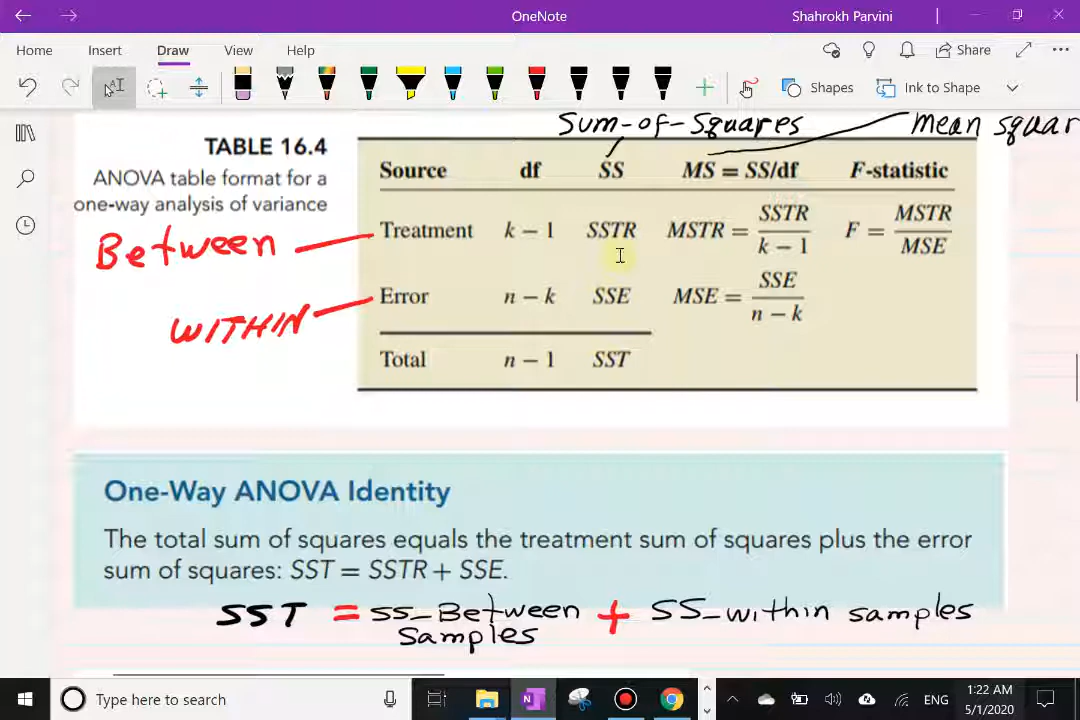 OneNote
Shahrokh Parvini
Home Insert Draw View Help
Share
Shapes
Ink to Shape
Sum-of-Squares
mean squar
TABLE 16.4
ANOVA table format for a
one-way analysis of variance
Source df SS MS = SS/df F-statistic
Treatment k − 1 SSTR MSTR = SSTR / k − 1 F = MSTR / MSE
Between
Error n − k SSE MSE = SSE / n − k
WITHIN
Total n − 1 SST
One-Way ANOVA Identity
The total sum of squares equals the treatment sum of squares plus the error
sum of squares: SST = SSTR + SSE.
SST = SS_Between + SS_within samples
Samples
Type here to search
ENG
1:22 AM
5/1/2020